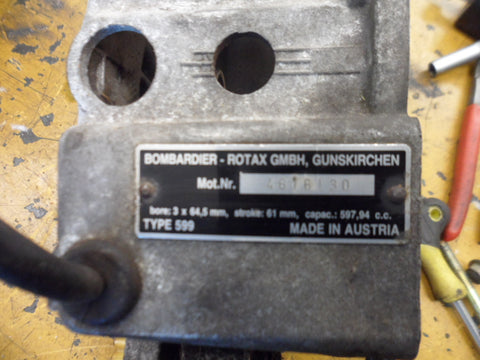 BOMBARDIER - ROTAX GMBH, GUNSKIRCHEN
Mot.Nr. 4616130
bore: 3 x 64,5 mm, stroke: 61 mm, capac.: 597,94 c.c.
TYPE 599 MADE IN AUSTRIA